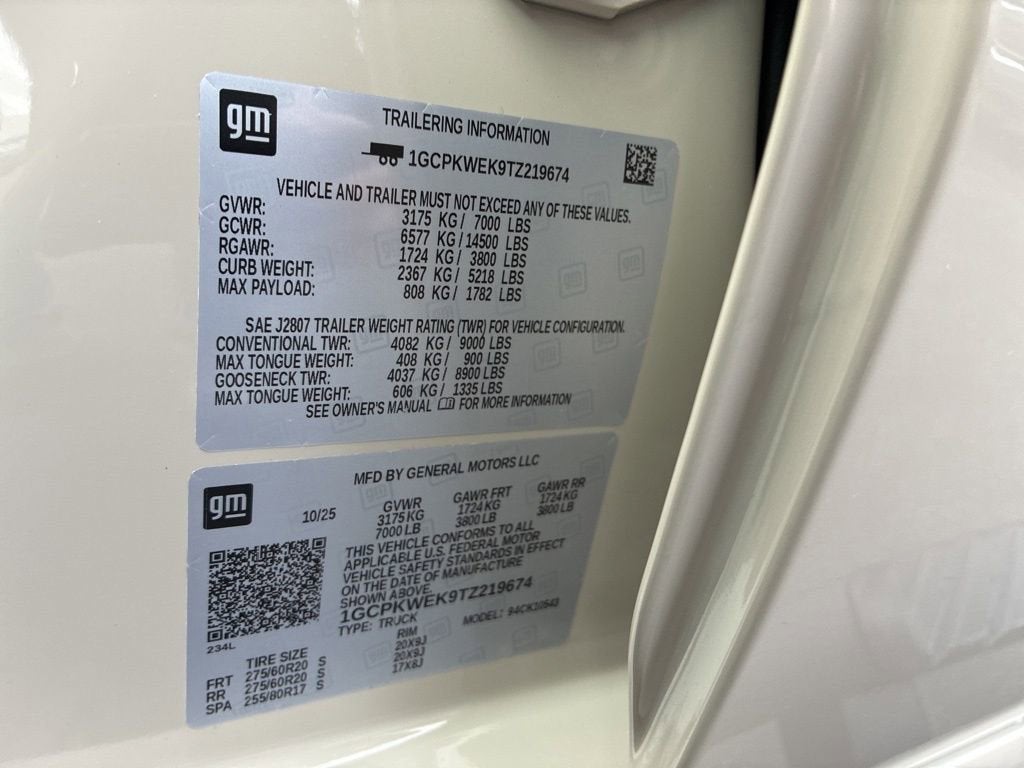 gm
TRAILERING INFORMATION
1GCPKWEK9TZ219674
VEHICLE AND TRAILER MUST NOT EXCEED ANY OF THESE VALUES.
GVWR: 3175 KG / 7000 LBS
GCWR: 6577 KG / 14500 LBS
RGAWR: 1724 KG / 3800 LBS
CURB WEIGHT: 2367 KG / 5218 LBS
MAX PAYLOAD: 808 KG / 1782 LBS
SAE J2807 TRAILER WEIGHT RATING (TWR) FOR VEHICLE CONFIGURATION.
CONVENTIONAL TWR: 4082 KG / 9000 LBS
MAX TONGUE WEIGHT: 408 KG / 900 LBS
GOOSENECK TWR: 4037 KG / 8900 LBS
MAX TONGUE WEIGHT: 606 KG / 1335 LBS
SEE OWNER'S MANUAL FOR MORE INFORMATION
gm
MFD BY GENERAL MOTORS LLC
10/25 GVWR GAWR FRT GAWR RR
3175 KG 1724 KG 1724 KG
7000 LB 3800 LB 3800 LB
THIS VEHICLE CONFORMS TO ALL
APPLICABLE U.S. FEDERAL MOTOR
VEHICLE SAFETY STANDARDS IN EFFECT
ON THE DATE OF MANUFACTURE
SHOWN ABOVE.
1GCPKWEK9TZ219674
TYPE: TRUCK MODEL:
234L
TIRE SIZE RIM
FRT 275/60R20 S 20X9J
RR 275/60R20 S 20X9J
SPA 255/80R17 S 17X8J